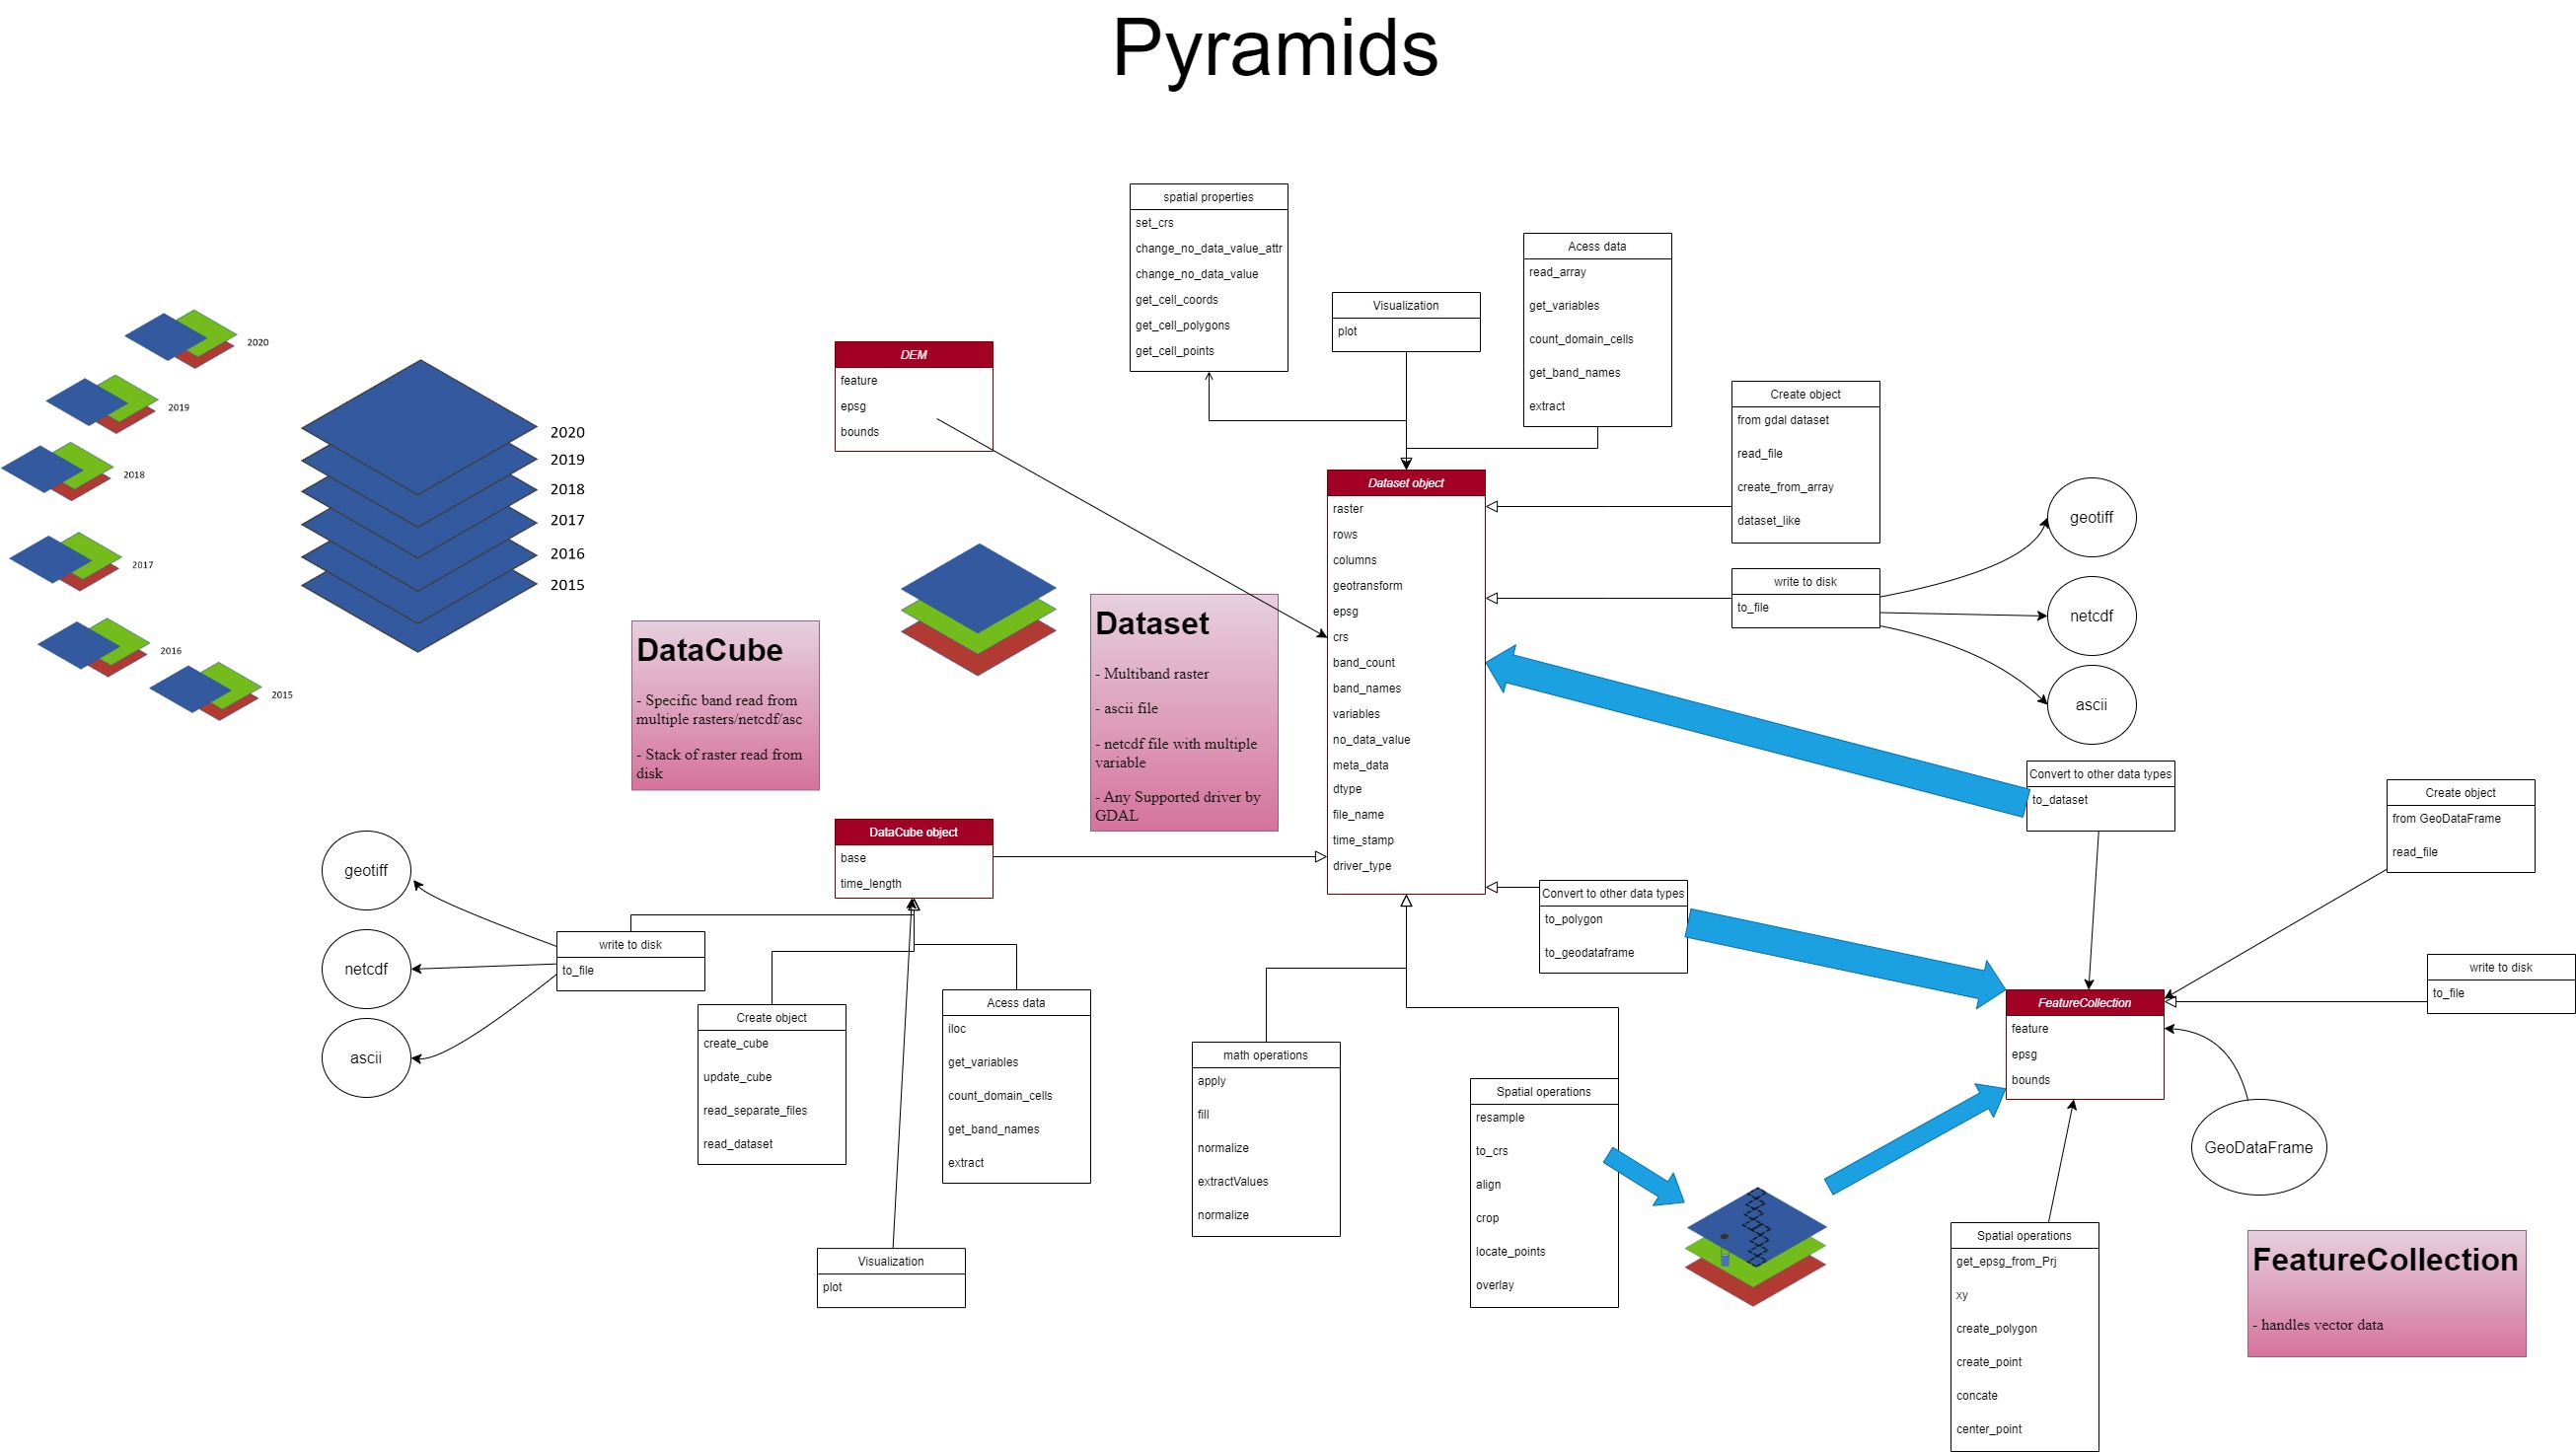 Pyramids
spatial properties
set_crs
change_no_data_value_attr
change_no_data_value
get_cell_coords
get_cell_polygons
get_cell_points
Visualization
plot
Acess data
read_array
get_variables
count_domain_cells
get_band_names
extract
DEM
feature
epsg
bounds
Create object
from gdal dataset
read_file
create_from_array
dataset_like
2020
2019
2018
2017
2016
2015
2020
2019
2018
2017
2016
2015
DataCube
- Specific band read from
multiple rasters/netcdf/asc
- Stack of raster read from
disk
Dataset
- Multiband raster
- ascii file
- netcdf file with multiple
variable
- Any Supported driver by
GDAL
Dataset object
raster
rows
columns
geotransform
epsg
crs
band_count
band_names
variables
no_data_value
meta_data
dtype
file_name
time_stamp
driver_type
write to disk
to_file
geotiff
netcdf
ascii
Convert to other data types
to_dataset
Create object
from GeoDataFrame
read_file
DataCube object
base
time_length
geotiff
netcdf
ascii
write to disk
to_file
Create object
create_cube
update_cube
read_separate_files
read_dataset
Acess data
iloc
get_variables
count_domain_cells
get_band_names
extract
Visualization
plot
Convert to other data types
to_polygon
to_geodataframe
math operations
apply
fill
normalize
extractValues
normalize
Spatial operations
resample
to_crs
align
crop
locate_points
overlay
FeatureCollection
feature
epsg
bounds
write to disk
to_file
GeoDataFrame
Spatial operations
get_epsg_from_Prj
xy
create_polygon
create_point
concate
center_point
FeatureCollection
- handles vector data